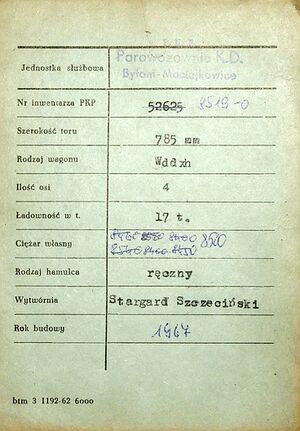 Parowozownia K.D.
Jednostka służbowa
Bytom-Maciejkowice
Nr inwentarza PKP 52625 8519-0
Szerokość toru 785 mm
Rodzaj wagonu Wddxh
Ilość osi 4
Ładowność w t. 17 t.
Ciężar własny 8500
Rodzaj hamulca ręczny
Wytwórnia Stargard Szczeciński
Rok budowy 1967
btm 3 1192-62 6000